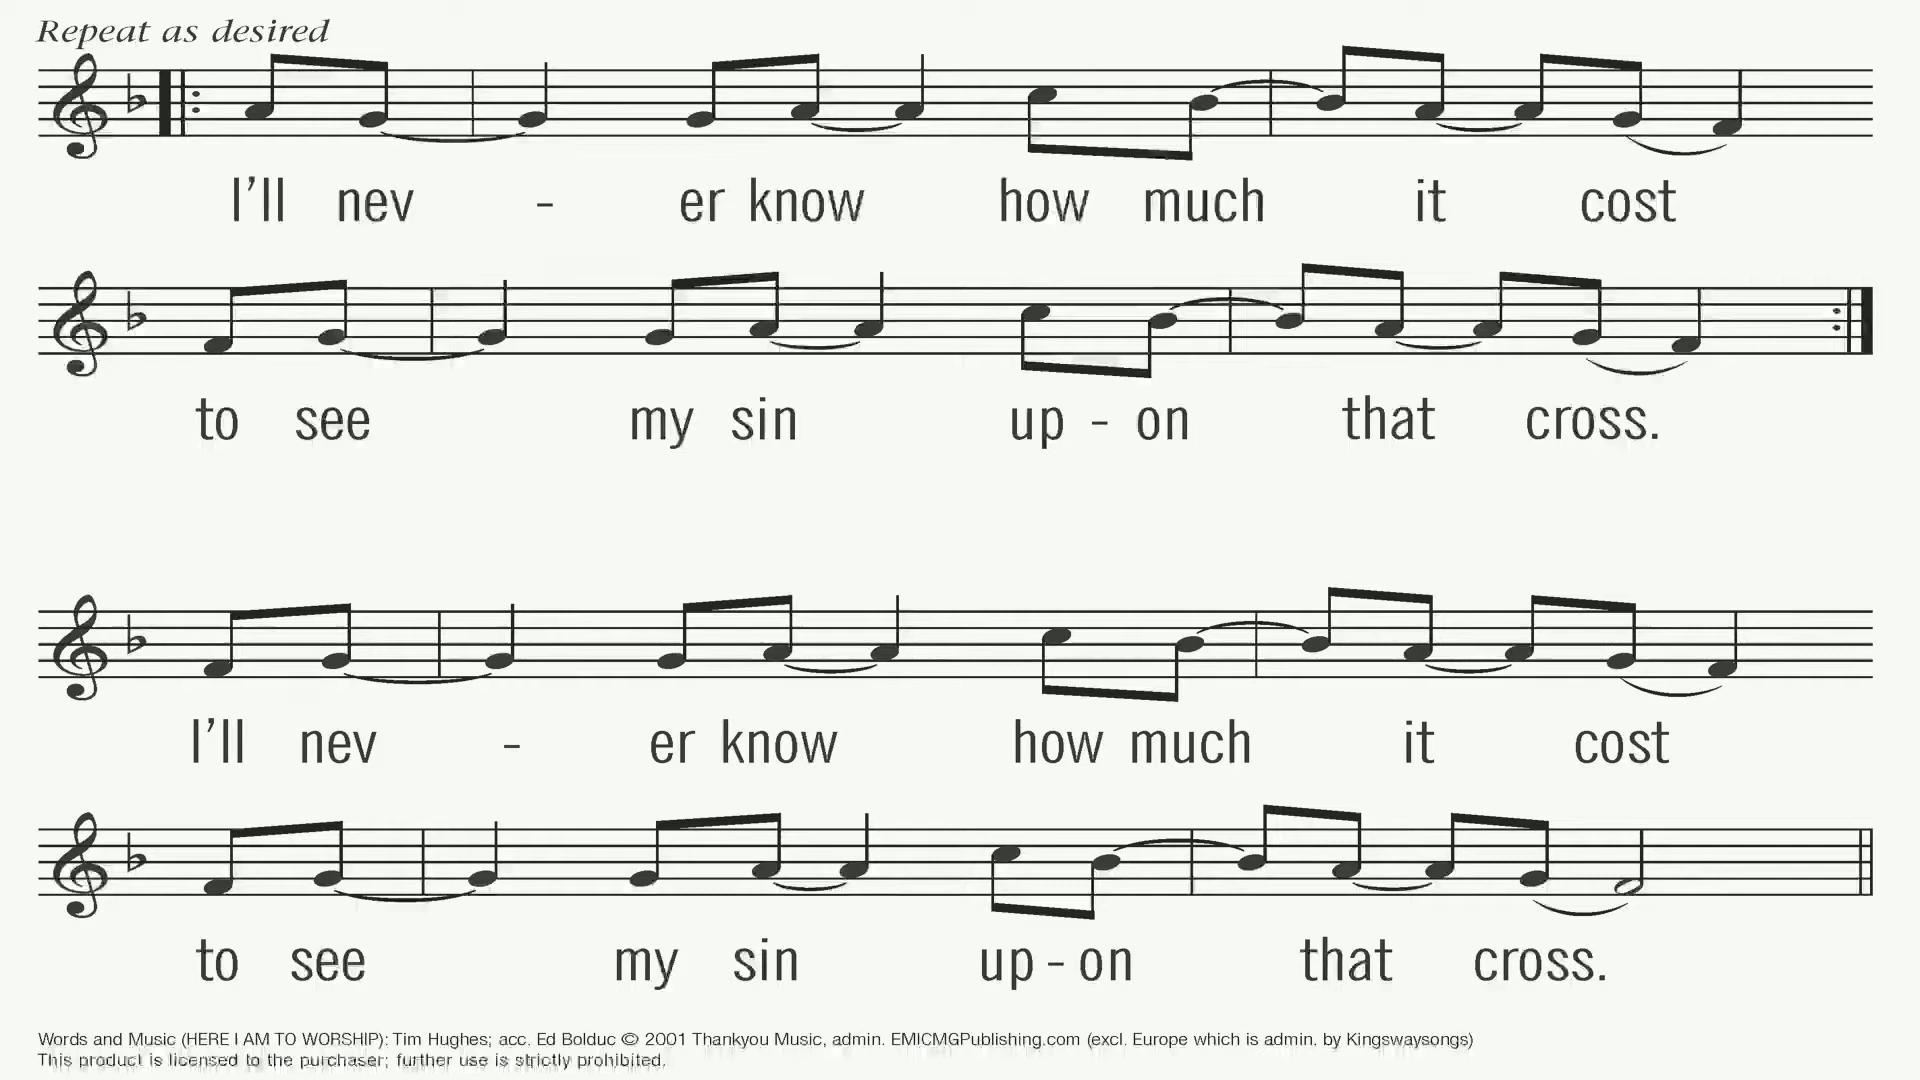 Repeat as desired
I'll nev - er know how much it cost
to see my sin up - on that cross.
I'll nev - er know how much it cost
to see my sin up - on that cross.
Words and Music (HERE I AM TO WORSHIP): Tim Hughes; acc. Ed Bolduc © 2001 Thankyou Music, admin. EMICMGPublishing.com (excl. Europe which is admin. by Kingswaysongs)
This product is licensed to the purchaser; further use is strictly prohibited.